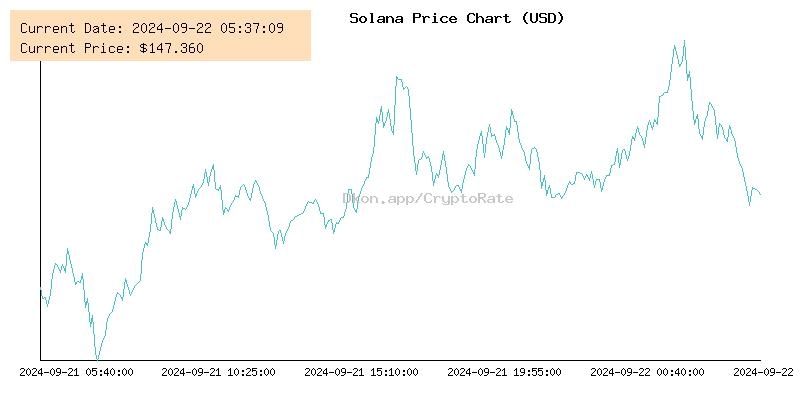 Solana Price Chart (USD)
Current Date: 2024-09-22 05:37:09
Current Price: $147.360
Dkon.app/CryptoRate
2024-09-21 05:40:00
2024-09-21 10:25:00
2024-09-21 15:10:00
2024-09-21 19:55:00
2024-09-22 00:40:00
2024-09-22